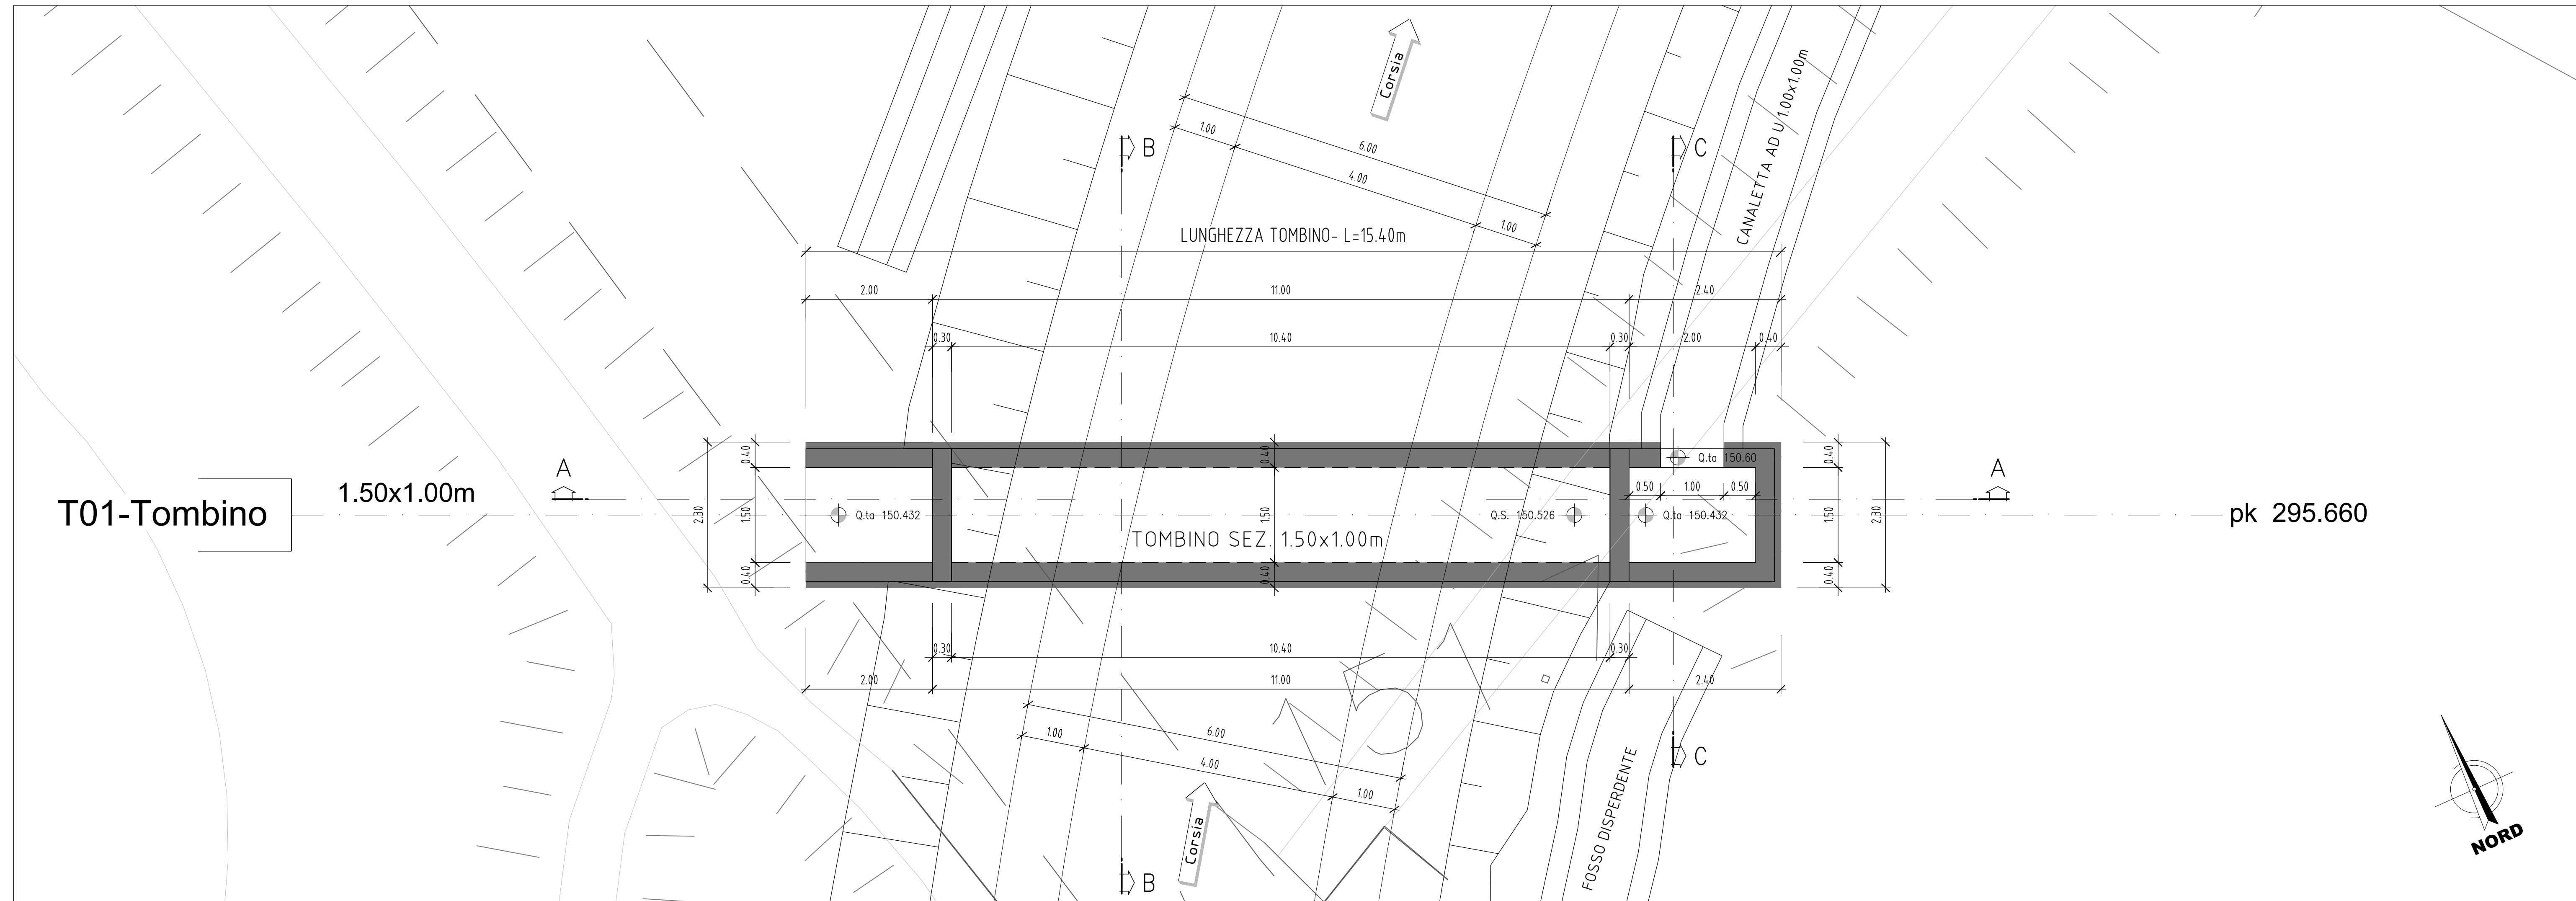 Corsia
CANALETTA AD U 1.00x1.00m
B
C
1.00
6.00
4.00
1.00
LUNGHEZZA TOMBINO- L=15.40m
2.00
11.00
2.40
0.30
10.40
0.30
2.00
0.40
A
A
T01-Tombino
1.50x1.00m
2.30
0.40
1.50
0.40
0.40
1.50
0.40
Q.ta 150.432
TOMBINO SEZ. 1.50x1.00m
Q.S. 150.526
Q.ta 150.60
0.50
1.00
0.50
Q.ta 150.432
0.40
1.50
0.40
2.30
pk 295.660
0.30
10.40
0.30
2.00
11.00
2.40
1.00
6.00
4.00
1.00
Corsia
FOSSO DISPERDENTE
C
B
NORD